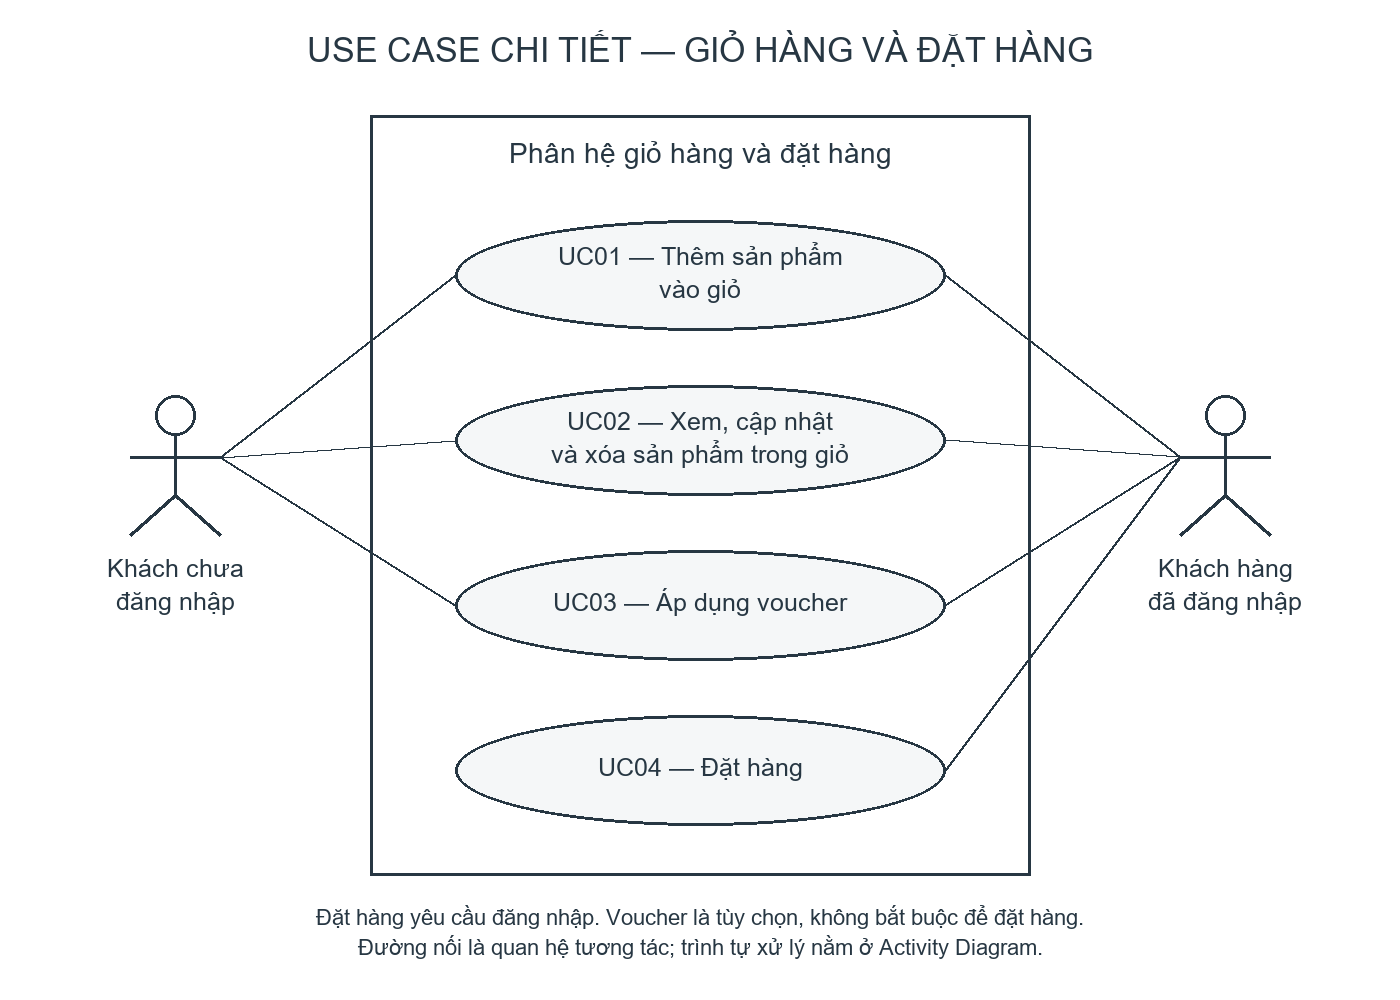 USE CASE CHI TIẾT — GIỎ HÀNG VÀ ĐẶT HÀNG
Phân hệ giỏ hàng và đặt hàng
UC01 — Thêm sản phẩm
vào giỏ
UC02 — Xem, cập nhật
và xóa sản phẩm trong giỏ
Khách chưa
đăng nhập
Khách hàng
đã đăng nhập
UC03 — Áp dụng voucher
UC04 — Đặt hàng
Đặt hàng yêu cầu đăng nhập. Voucher là tùy chọn, không bắt buộc để đặt hàng.
Đường nối là quan hệ tương tác; trình tự xử lý nằm ở Activity Diagram.